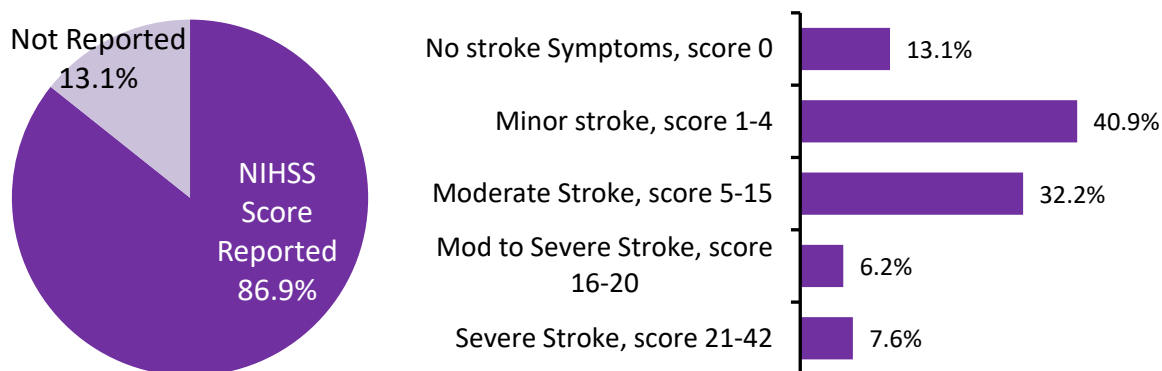 Not Reported
13.1%
NIHSS
Score
Reported
86.9%
No stroke Symptoms, score 0
13.1%
Minor stroke, score 1-4
40.9%
Moderate Stroke, score 5-15
32.2%
Mod to Severe Stroke, score
16-20
6.2%
Severe Stroke, score 21-42
7.6%